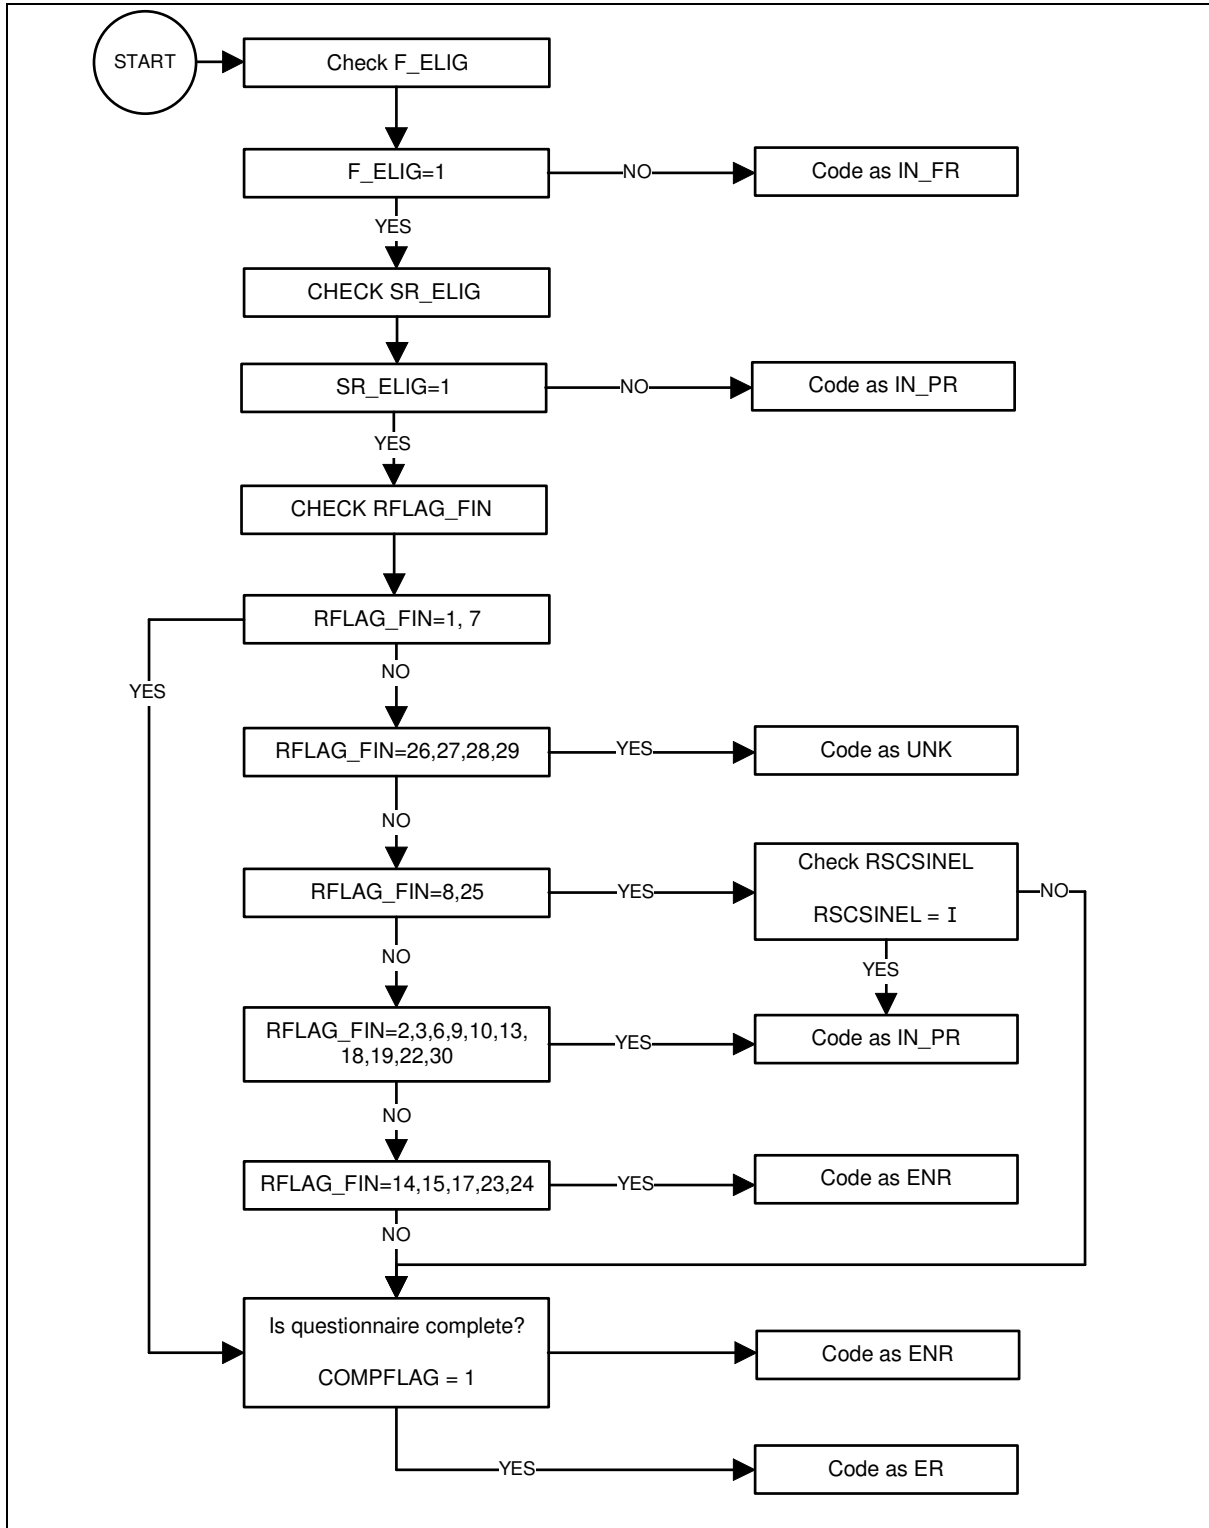 START
Check F_ELIG
F_ELIG=1
NO
Code as IN_FR
YES
CHECK SR_ELIG
SR_ELIG=1
NO
Code as IN_PR
YES
CHECK RFLAG_FIN
RFLAG_FIN=1, 7
YES
NO
RFLAG_FIN=26,27,28,29
YES
Code as UNK
NO
RFLAG_FIN=8,25
YES
Check RSCSINEL
RSCSINEL = I
NO
YES
NO
RFLAG_FIN=2,3,6,9,10,13,
18,19,22,30
YES
Code as IN_PR
NO
RFLAG_FIN=14,15,17,23,24
YES
Code as ENR
NO
Is questionnaire complete?
COMPFLAG = 1
Code as ENR
YES
Code as ER